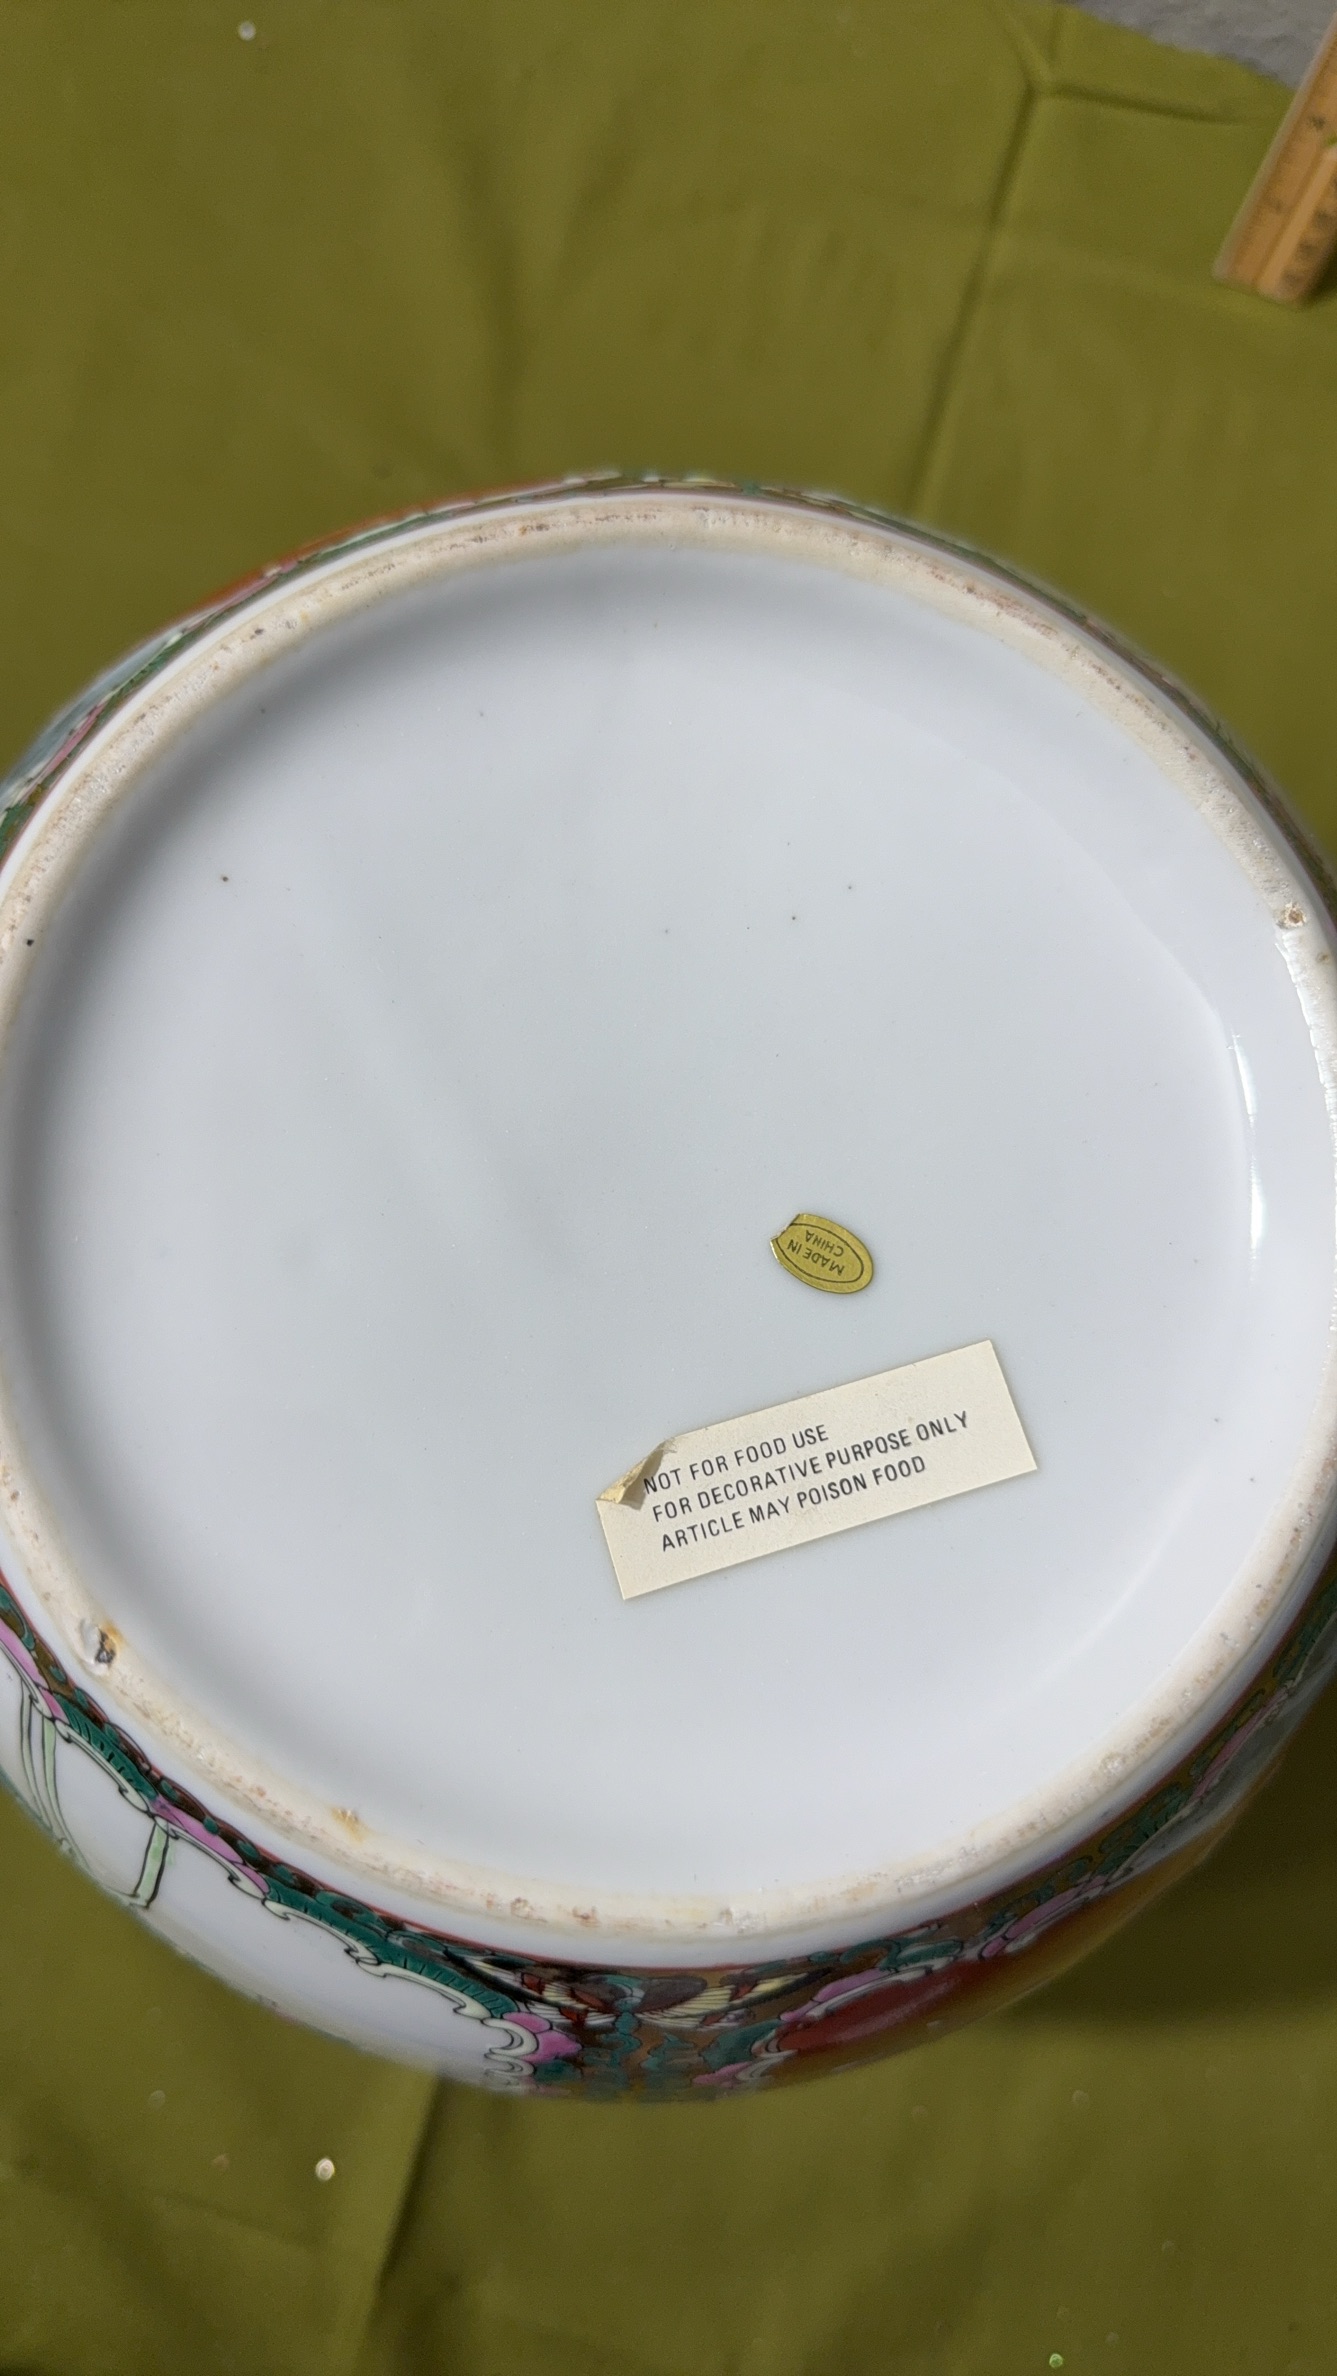 MADE IN
CHINA
NOT FOR FOOD USE
FOR DECORATIVE PURPOSE ONLY
ARTICLE MAY POISON FOOD